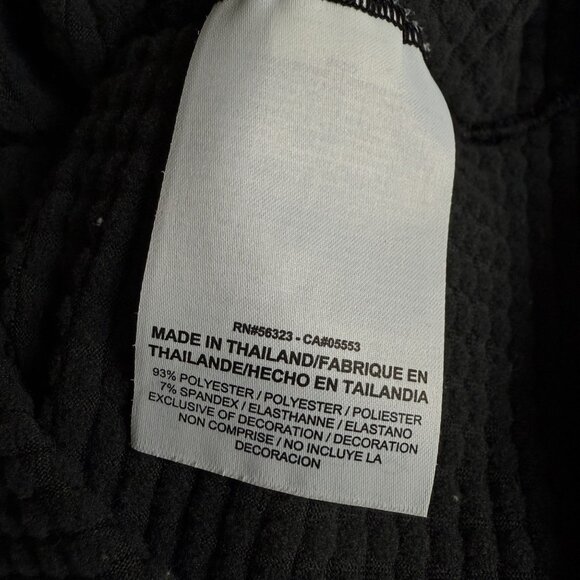 RN#56323 - CA#05553
MADE IN THAILAND/FABRIQUE EN
THAILANDE/HECHO EN TAILANDIA
93% POLYESTER / POLYESTER / POLIESTER
7% SPANDEX / ELASTHANNE / ELASTANO
EXCLUSIVE OF DECORATION / DECORATION
NON COMPRISE / NO INCLUYE LA
DECORACION